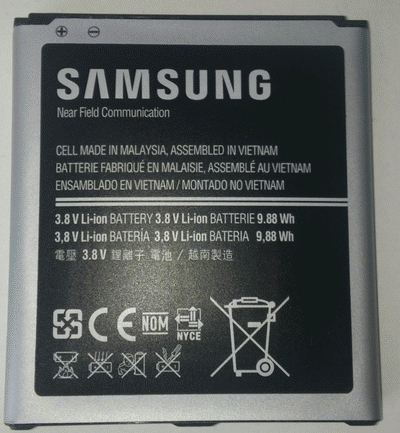 SAMSUNG
Near Field Communication
CELL MADE IN MALAYSIA, ASSEMBLED IN VIETNAM
BATTERIE FABRIQUÉ EN MALAISIE, ASSEMBLÉ AU VIETNAM
ENSAMBLADO EN VIETNAM / MONTADO NO VIETNAM
3.8 V Li-ion BATTERY 3.8 V Li-ion BATTERIE 9.88 Wh
3,8 V Li-ion BATERÍA 3,8 V Li-ion BATERIA 9,88 Wh
電壓 3.8 V 鋰離子 電池 / 越南製造
CE NOM NYCE